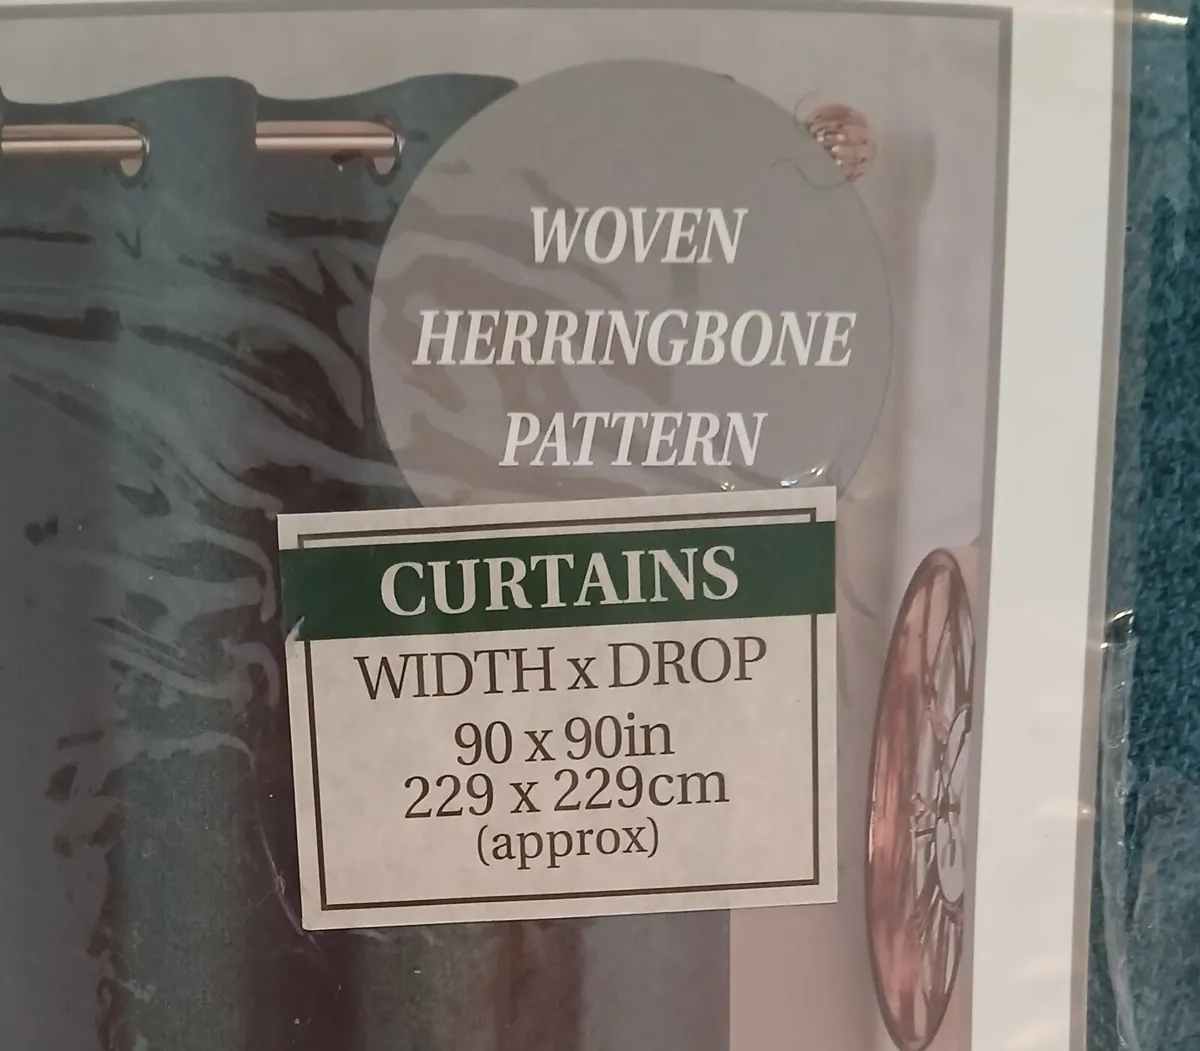 WOVEN
HERRINGBONE
PATTERN
CURTAINS
WIDTH x DROP
90 x 90in
229 x 229cm
(approx)